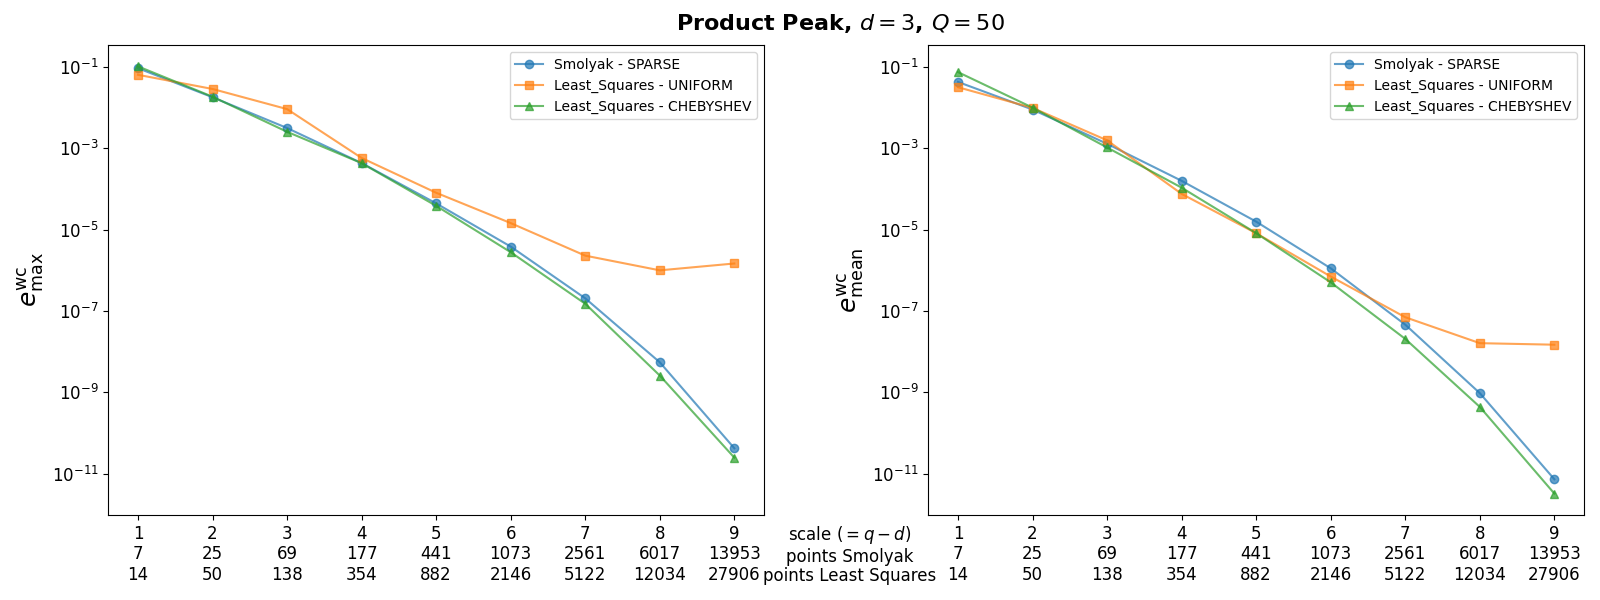 Product Peak, d = 3, Q = 50
e^wc_max
10^−1
10^−3
10^−5
10^−7
10^−9
10^−11
Smolyak - SPARSE
Least_Squares - UNIFORM
Least_Squares - CHEBYSHEV
1 2 3 4 5 6 7 8 9
7 25 69 177 441 1073 2561 6017 13953
14 50 138 354 882 2146 5122 12034 27906
scale (= q − d)
points Smolyak
points Least Squares
e^wc_mean
10^−1
10^−3
10^−5
10^−7
10^−9
10^−11
Smolyak - SPARSE
Least_Squares - UNIFORM
Least_Squares - CHEBYSHEV
1 2 3 4 5 6 7 8 9
7 25 69 177 441 1073 2561 6017 13953
14 50 138 354 882 2146 5122 12034 27906